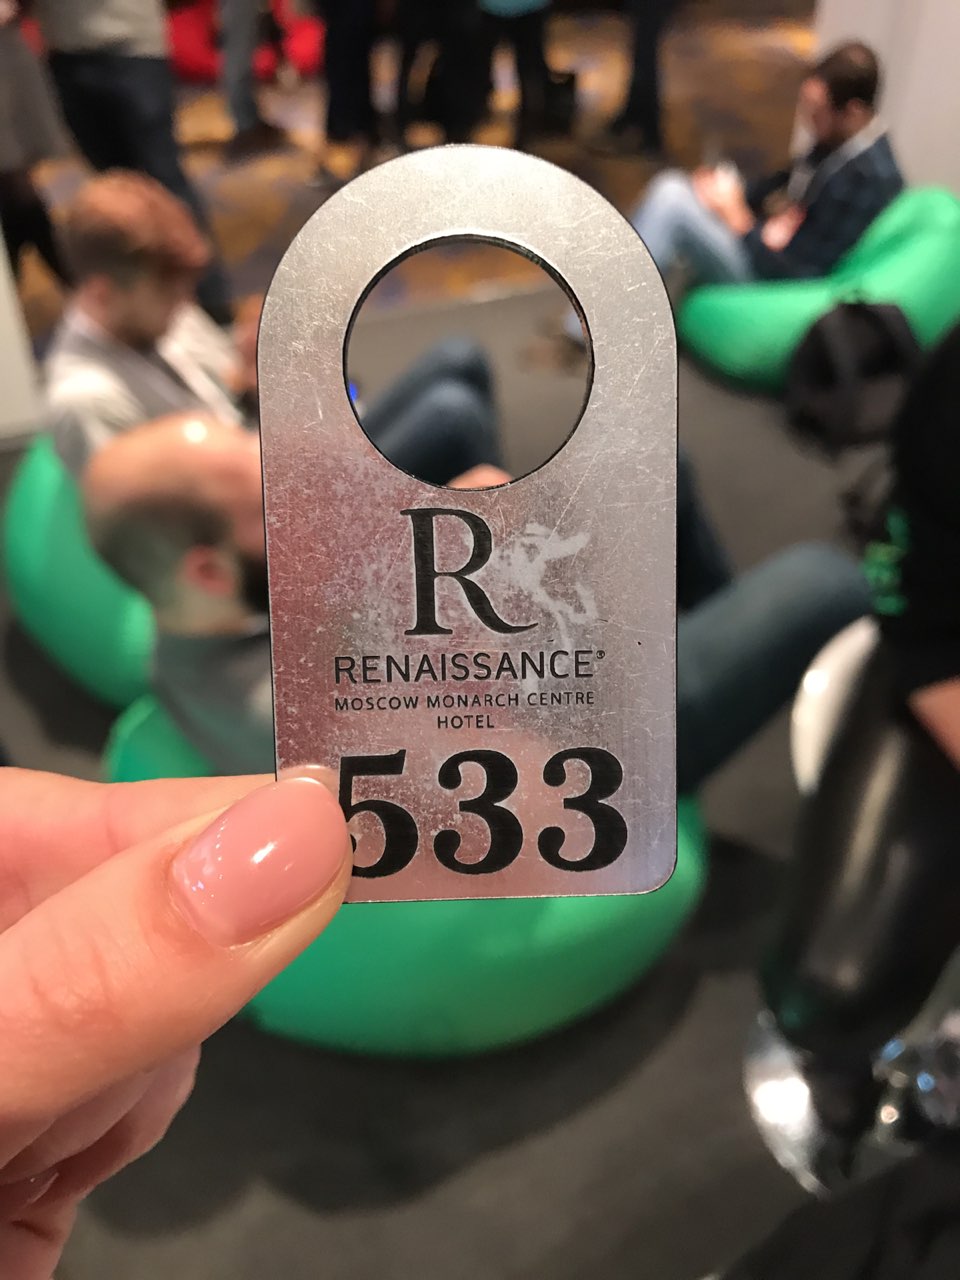 R
RENAISSANCE®
MOSCOW MONARCH CENTRE
HOTEL
533